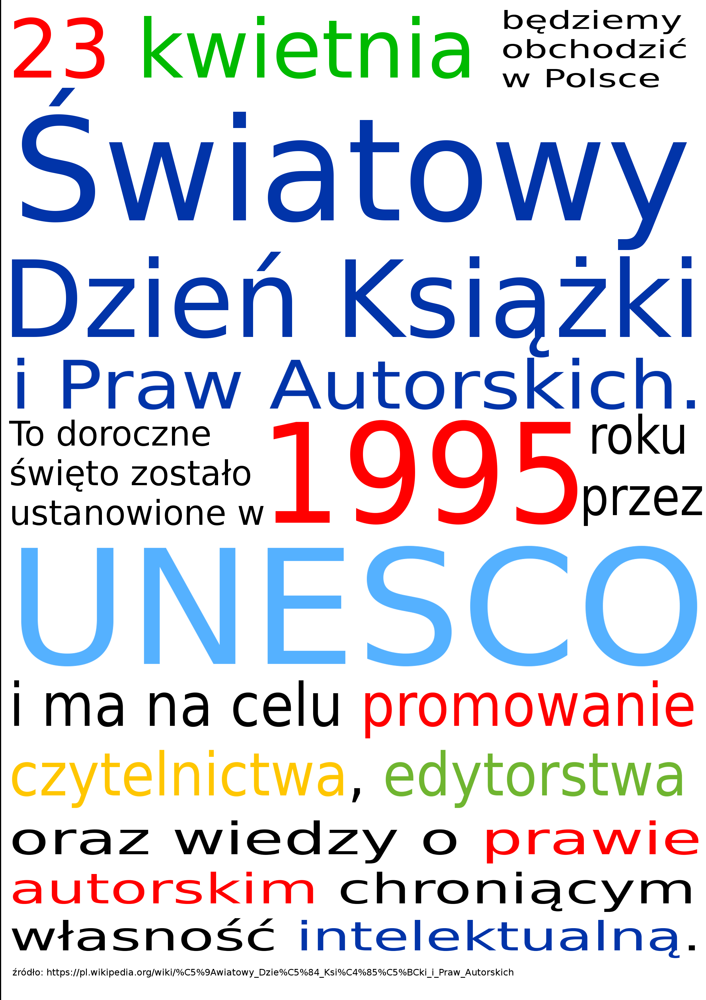 23 kwietnia
będziemy
obchodzić
w Polsce
Światowy
Dzień Książki
i Praw Autorskich.
To doroczne
święto zostało
ustanowione w
1995
roku
przez
UNESCO
i ma na celu promowanie
czytelnictwa, edytorstwa
oraz wiedzy o prawie
autorskim chroniącym
własność intelektualną.
źródło: https://pl.wikipedia.org/wiki/%C5%9Awiatowy_Dzie%C5%84_Ksi%C4%85%C5%BCki_i_Praw_Autorskich